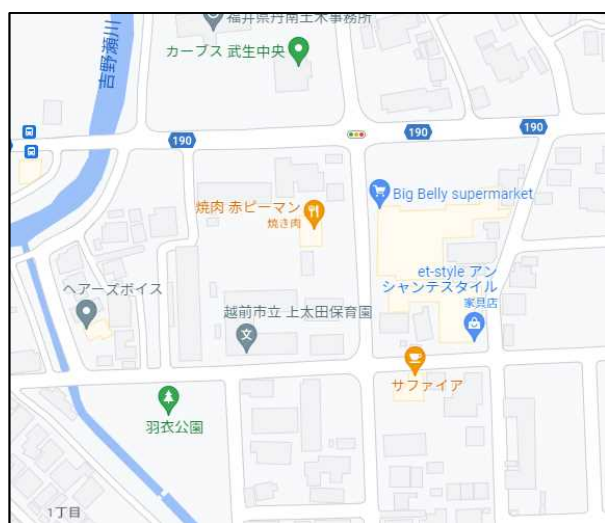 福井県丹南土木事務所
カーブス 武生中央
吉野瀬川
190
190
190
Big Belly supermarket
焼肉 赤ピーマン
焼き肉
et-style アン
シャンテスタイル
家具店
ヘアーズボイス
越前市立 上太田保育園
文
サファイア
羽衣公園
1丁目